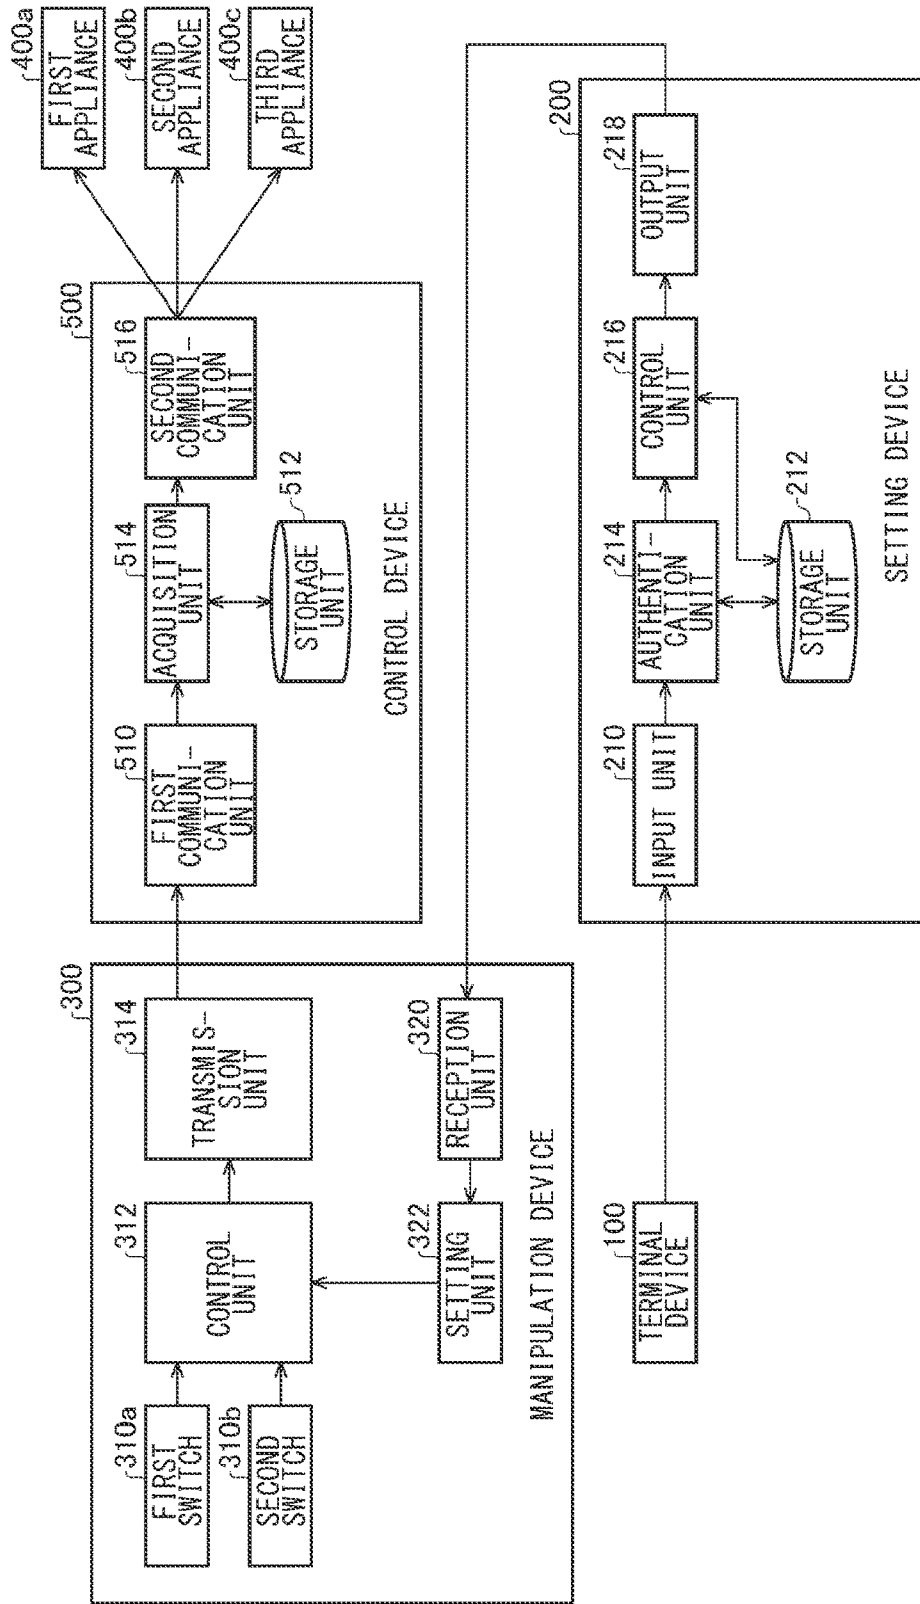 300
310a
FIRST
SWITCH
310b
SECOND
SWITCH
312
CONTROL
UNIT
314
TRANSMIS-
SION
UNIT
322
SETTING
UNIT
320
RECEPTION
UNIT
MANIPULATION DEVICE
500
510
FIRST
COMMUNI-
CATION
UNIT
514
ACQUISITION
UNIT
516
SECOND
COMMUNI-
CATION
UNIT
512
STORAGE
UNIT
CONTROL DEVICE
400a
FIRST
APPLIANCE
400b
SECOND
APPLIANCE
400c
THIRD
APPLIANCE
100
TERMINAL
DEVICE
200
210
INPUT UNIT
214
AUTHENTI-
CATION
UNIT
216
CONTROL
UNIT
218
OUTPUT
UNIT
212
STORAGE
UNIT
SETTING DEVICE